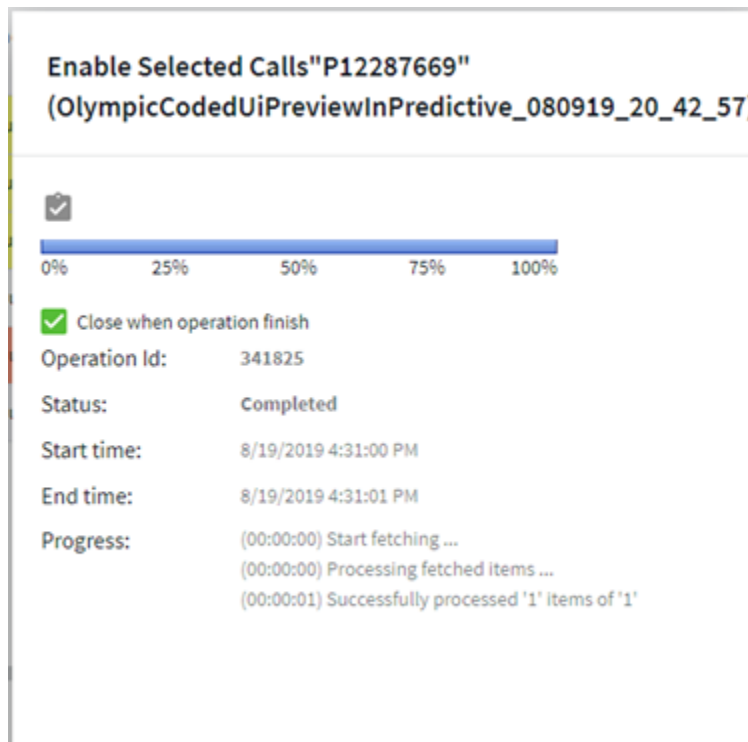 Enable Selected Calls"P12287669"
(OlympicCodedUiPreviewInPredictive_080919_20_42_57)
0% 25% 50% 75% 100%
Close when operation finish
Operation Id: 341825
Status: Completed
Start time: 8/19/2019 4:31:00 PM
End time: 8/19/2019 4:31:01 PM
Progress: (00:00:00) Start fetching ...
(00:00:00) Processing fetched items ...
(00:00:01) Successfully processed '1' items of '1'